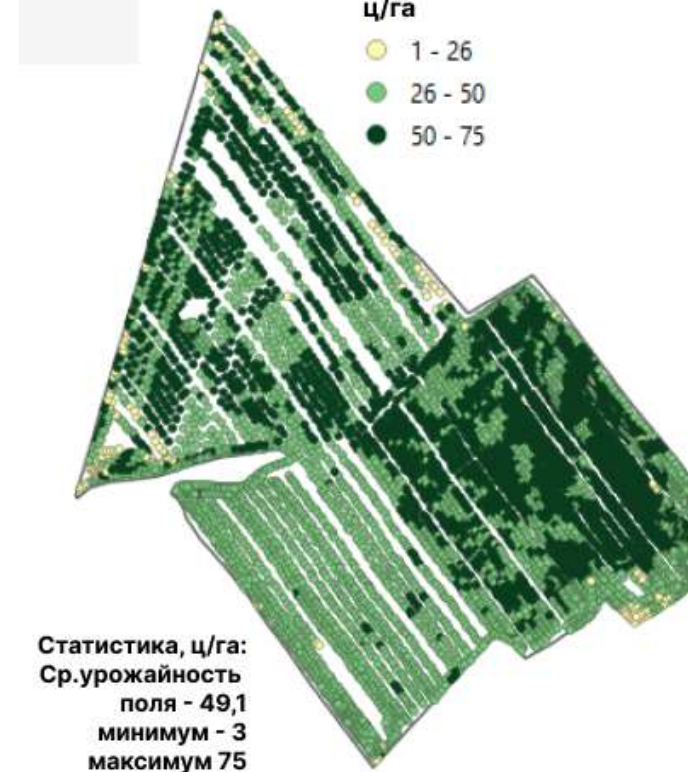 ц/га
1 - 26
26 - 50
50 - 75
Статистика, ц/га:
Ср.урожайность
поля - 49,1
минимум - 3
максимум 75